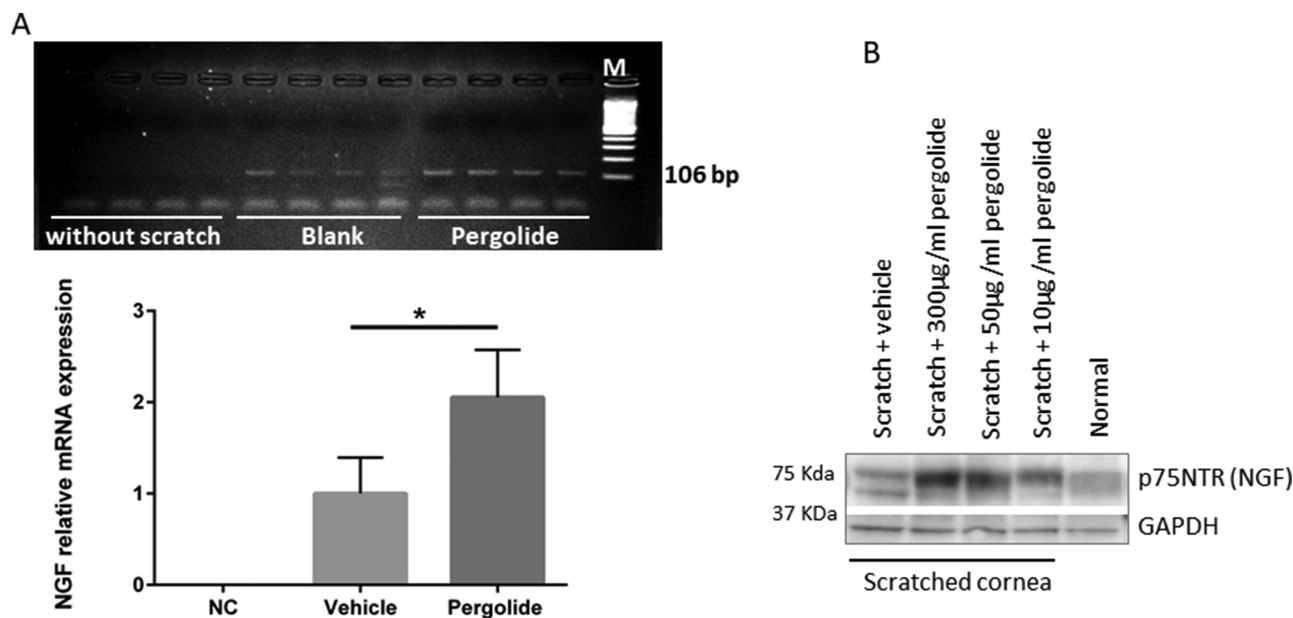 A
M
106 bp
without scratch Blank Pergolide
NGF relative mRNA expression
3
2
1
0
*
NC Vehicle Pergolide
B
Scratch + vehicle
Scratch + 300µg/ml pergolide
Scratch + 50µg /ml pergolide
Scratch + 10µg /ml pergolide
Normal
75 Kda
p75NTR (NGF)
37 KDa
GAPDH
Scratched cornea